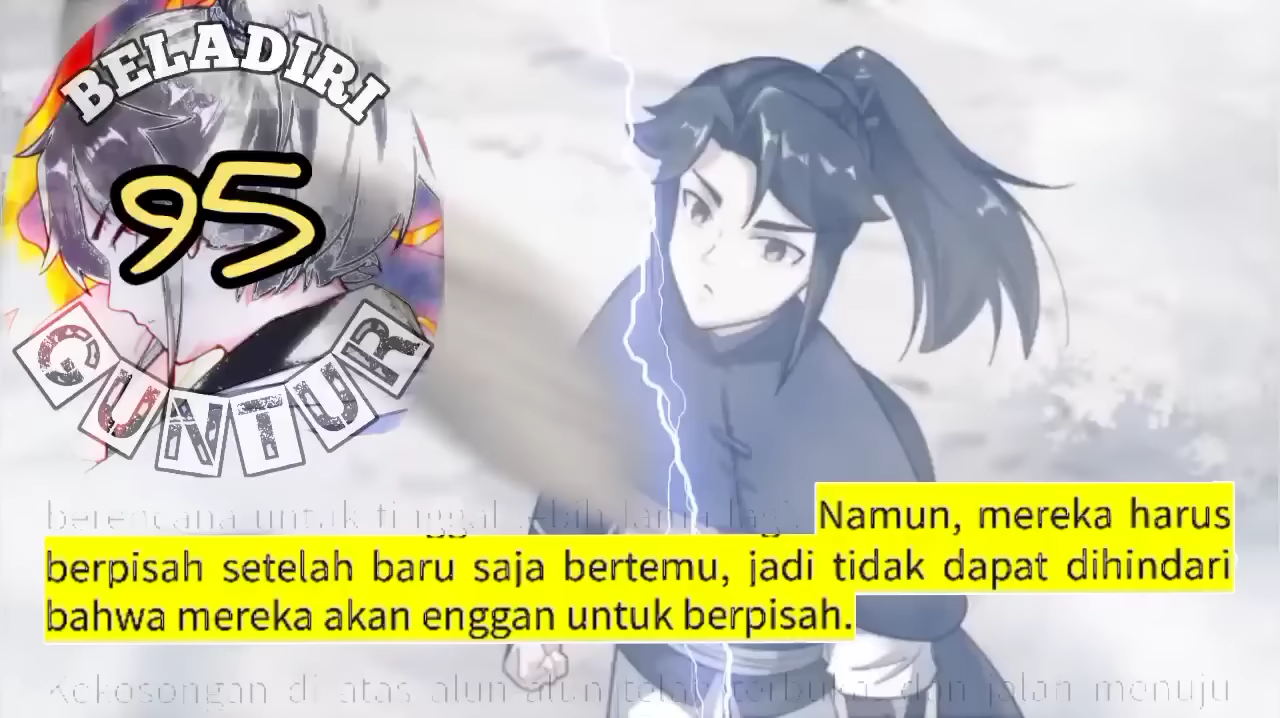 BELADIRI
95
GUNTUR
berencana untuk tinggal lebih lama lagi. Namun, mereka harus
berpisah setelah baru saja bertemu, jadi tidak dapat dihindari
bahwa mereka akan enggan untuk berpisah.
Kekosongan di atas alun-alun telah terbuka, dan jalan menuju